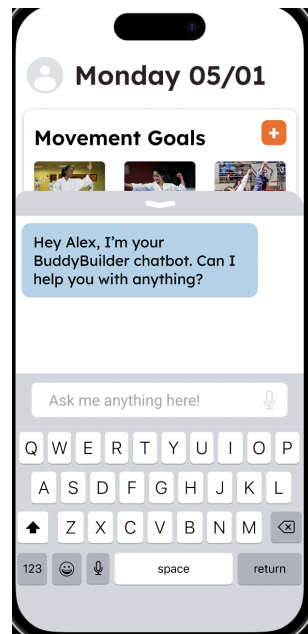 Monday 05/01
Movement Goals
+
Hey Alex, I'm your
BuddyBuilder chatbot. Can I
help you with anything?
Ask me anything here!
Q W E R T Y U I O P
A S D F G H J K L
Z X C V B N M
123 space return